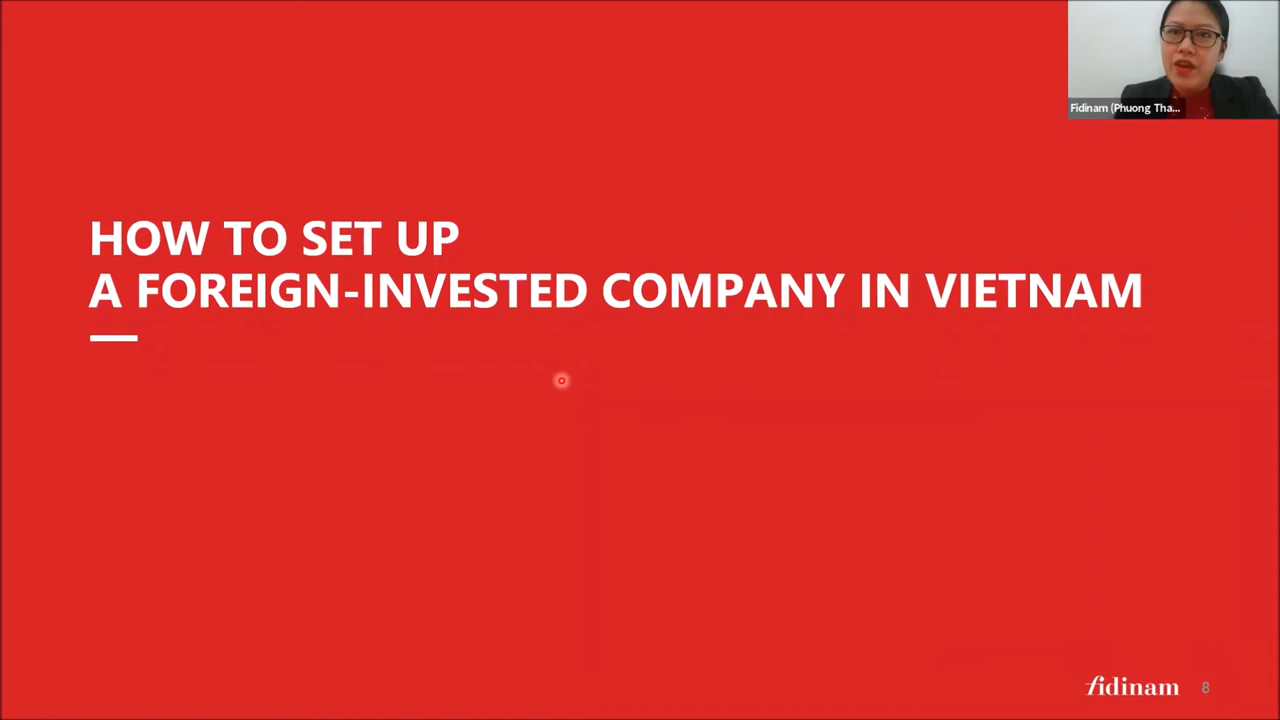 Fidinam (Phuong Tha...
HOW TO SET UP
A FOREIGN-INVESTED COMPANY IN VIETNAM
fidinam 8